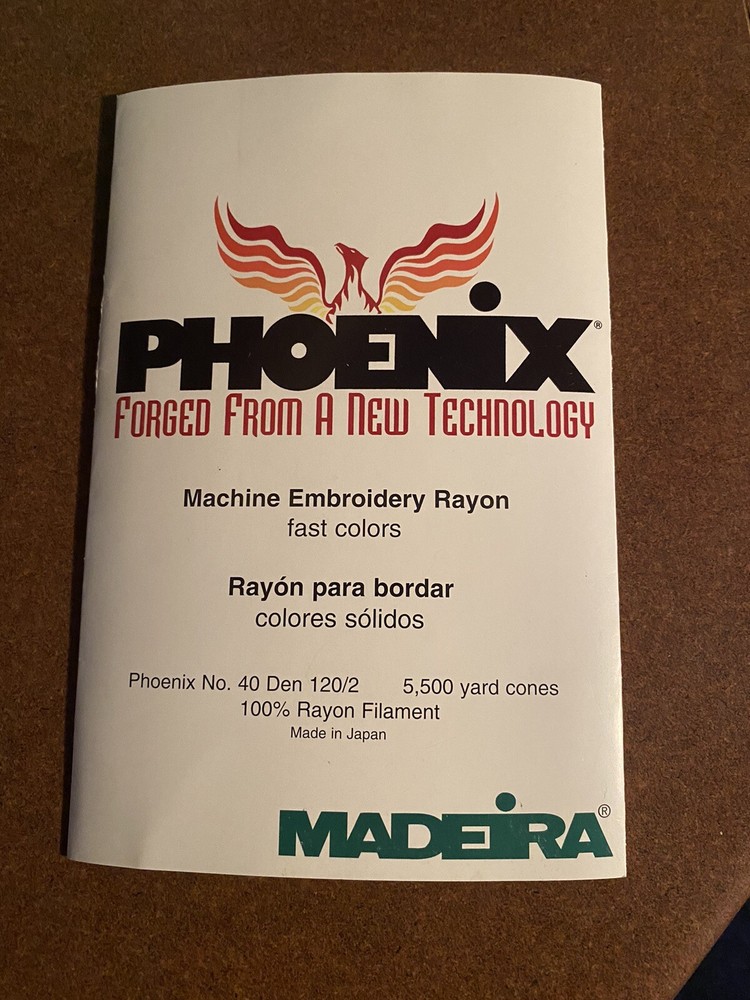 PHOENiX®
FORGED FROM A NEW TECHNOLOGY
Machine Embroidery Rayon
fast colors
Rayón para bordar
colores sólidos
Phoenix No. 40 Den 120/2 5,500 yard cones
100% Rayon Filament
Made in Japan
MADEiRA®